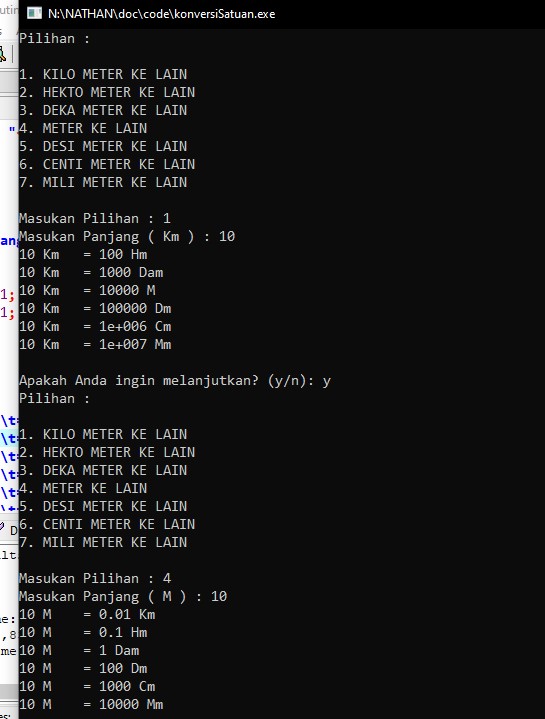 N:\NATHAN\doc\code\konversiSatuan.exe
Pilihan :
1. KILO METER KE LAIN
2. HEKTO METER KE LAIN
3. DEKA METER KE LAIN
4. METER KE LAIN
5. DESI METER KE LAIN
6. CENTI METER KE LAIN
7. MILI METER KE LAIN
Masukan Pilihan : 1
Masukan Panjang ( Km ) : 10
10 Km = 100 Hm
10 Km = 1000 Dam
10 Km = 10000 M
10 Km = 100000 Dm
10 Km = 1e+006 Cm
10 Km = 1e+007 Mm
Apakah Anda ingin melanjutkan? (y/n): y
Pilihan :
1. KILO METER KE LAIN
2. HEKTO METER KE LAIN
3. DEKA METER KE LAIN
4. METER KE LAIN
5. DESI METER KE LAIN
6. CENTI METER KE LAIN
7. MILI METER KE LAIN
Masukan Pilihan : 4
Masukan Panjang ( M ) : 10
10 M = 0.01 Km
10 M = 0.1 Hm
10 M = 1 Dam
10 M = 100 Dm
10 M = 1000 Cm
10 M = 10000 Mm